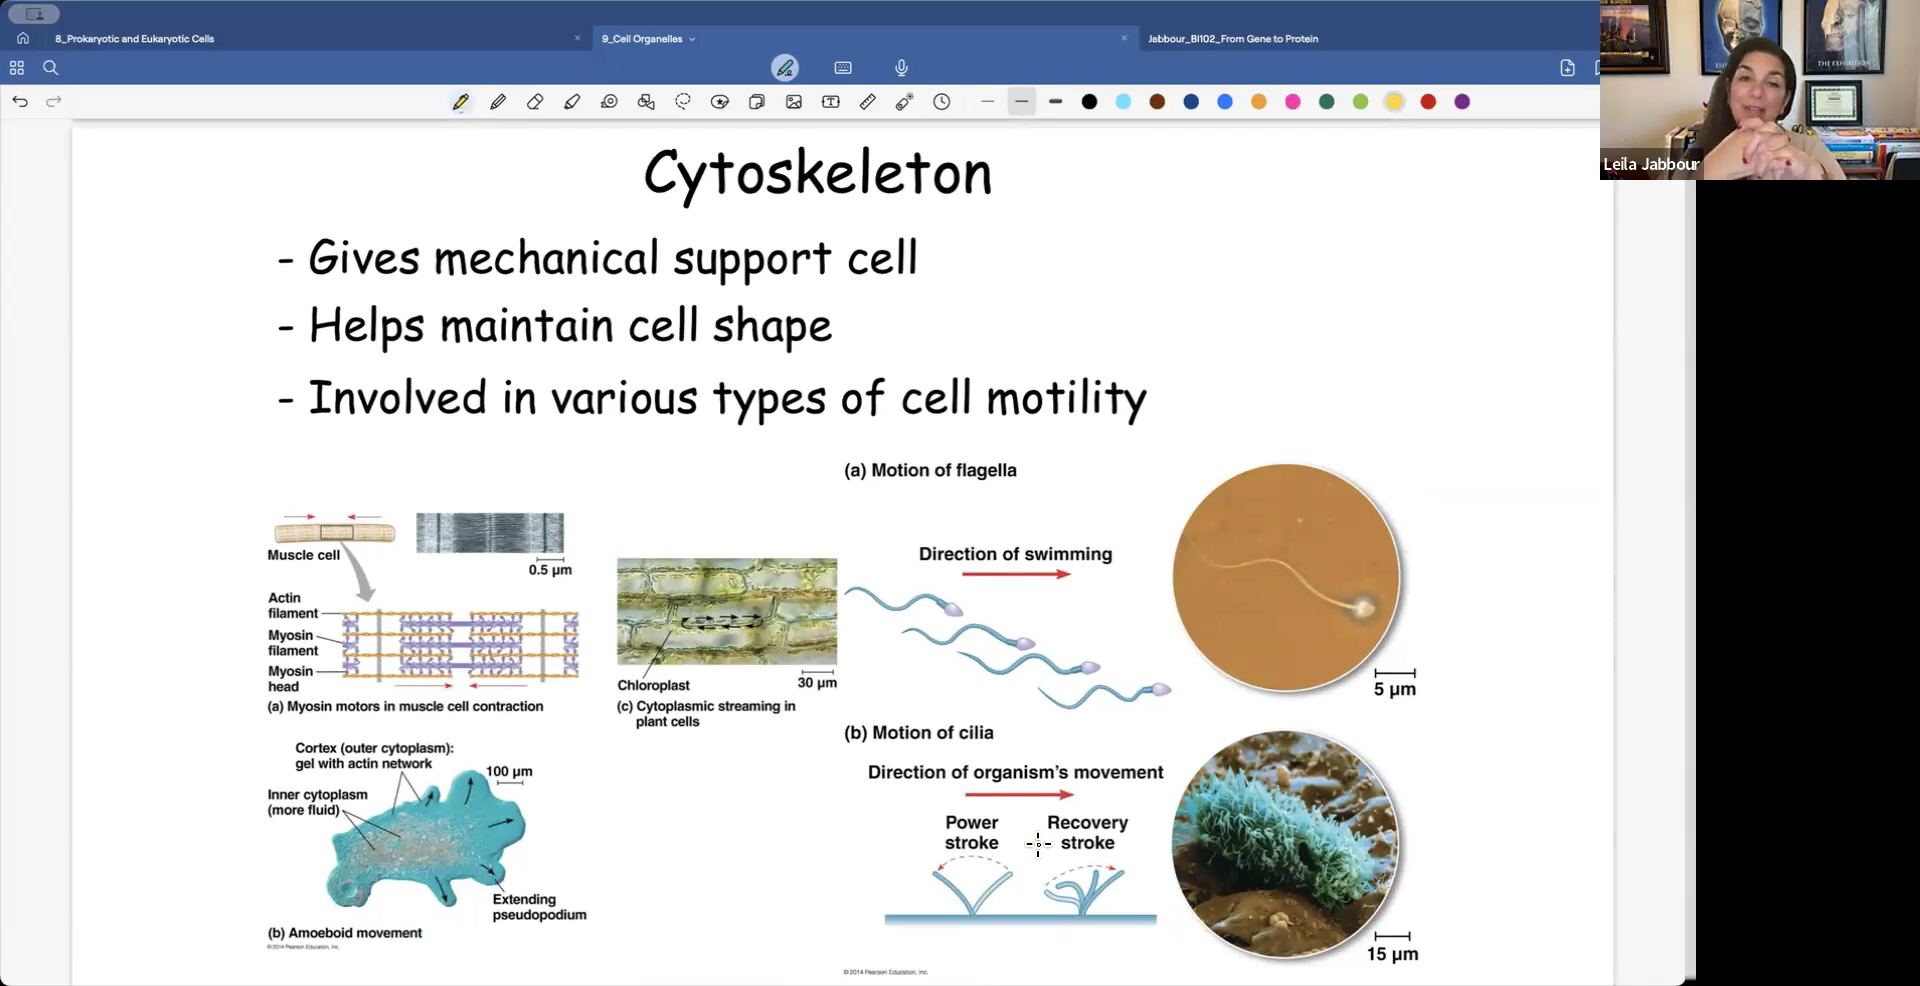 8_Prokaryotic and Eukaryotic Cells
9_Cell Organelles
Jabbour_BI102_From Gene to Protein
THE EXHIBITION
Leila Jabbour
Cytoskeleton
- Gives mechanical support cell
- Helps maintain cell shape
- Involved in various types of cell motility
Muscle cell
0.5 µm
Actin
filament
Myosin
filament
Myosin
head
(a) Myosin motors in muscle cell contraction
Chloroplast
30 µm
(c) Cytoplasmic streaming in
plant cells
Cortex (outer cytoplasm):
gel with actin network
100 µm
Inner cytoplasm
(more fluid)
Extending
pseudopodium
(b) Amoeboid movement
© 2014 Pearson Education, Inc.
(a) Motion of flagella
Direction of swimming
5 µm
(b) Motion of cilia
Direction of organism's movement
Power
stroke
Recovery
stroke
15 µm
© 2014 Pearson Education, Inc.